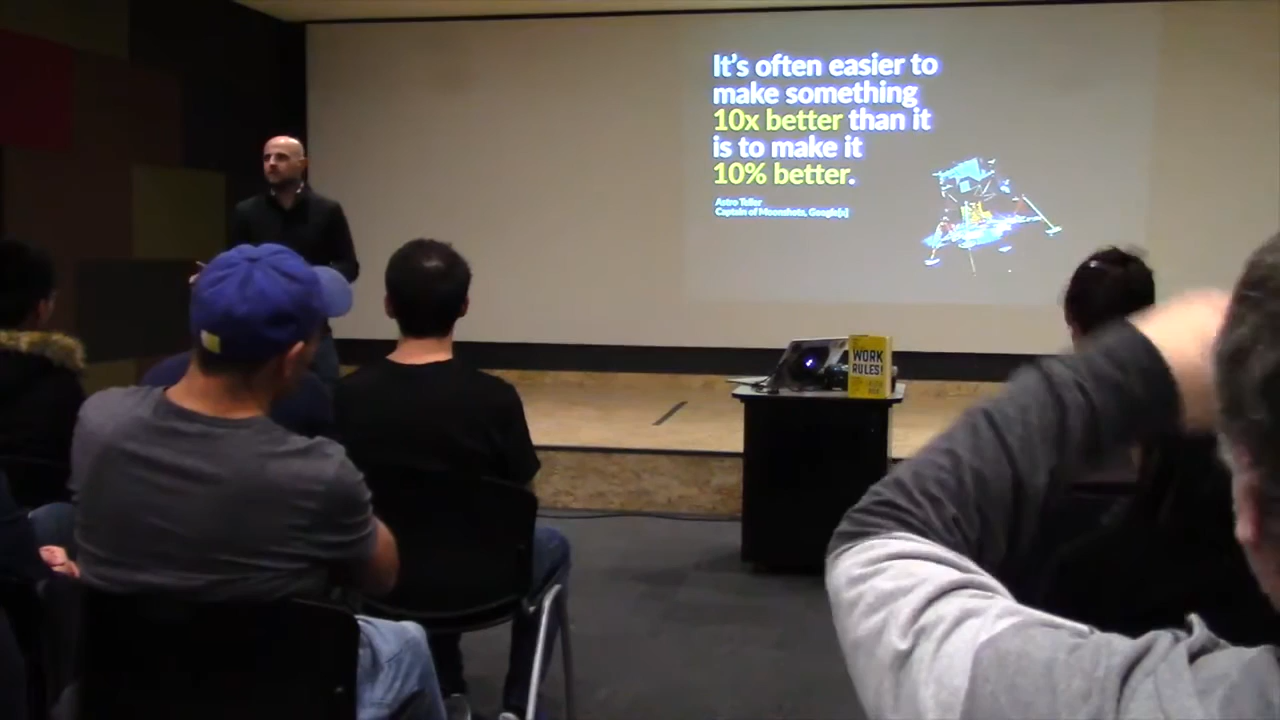 It's often easier to
make something
10x better than it
is to make it
10% better.
Astro Teller
Captain of Moonshots, Google[x]
WORK
RULES!